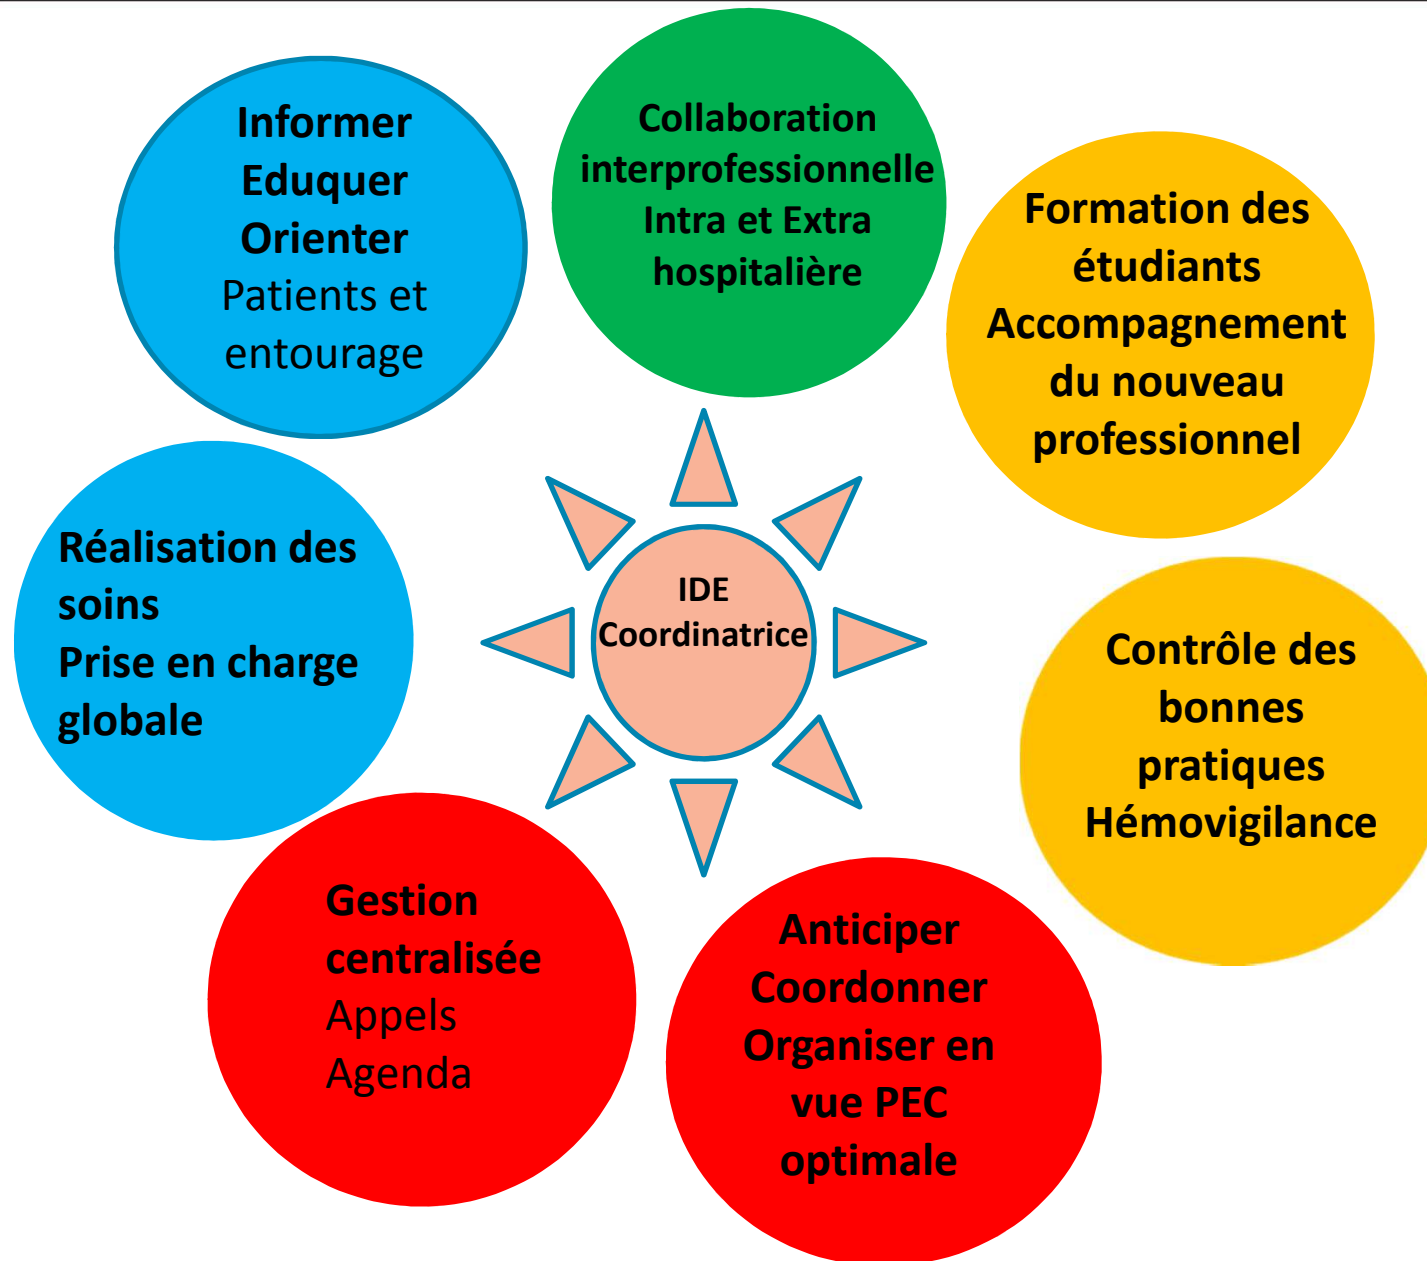 Informer
Eduquer
Orienter
Patients et
entourage
Collaboration
interprofessionnelle
Intra et Extra
hospitalière
Formation des
étudiants
Accompagnement
du nouveau
professionnel
Réalisation des
soins
Prise en charge
globale
IDE
Coordinatrice
Contrôle des
bonnes
pratiques
Hémovigilance
Gestion
centralisée
Appels
Agenda
Anticiper
Coordonner
Organiser en
vue PEC
optimale